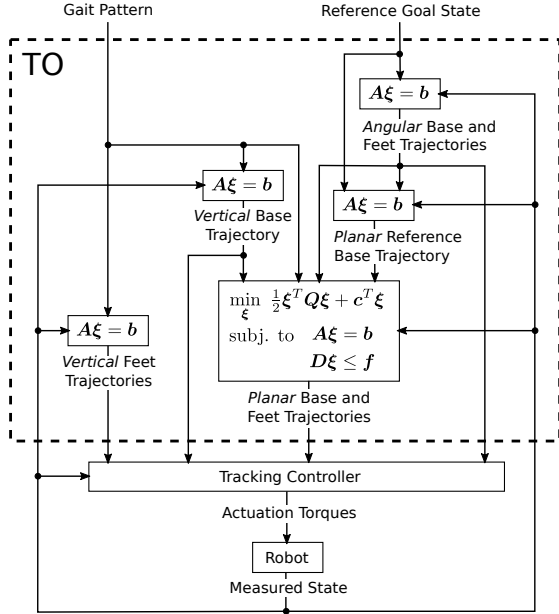 Gait Pattern
Reference Goal State
TO
Aξ = b
Angular Base and
Feet Trajectories
Aξ = b
Vertical Base
Trajectory
Aξ = b
Planar Reference
Base Trajectory
Aξ = b
Vertical Feet
Trajectories
min ξ ½ξᵀQξ + cᵀξ
subj. to Aξ = b
Dξ ≤ f
Planar Base and
Feet Trajectories
Tracking Controller
Actuation Torques
Robot
Measured State